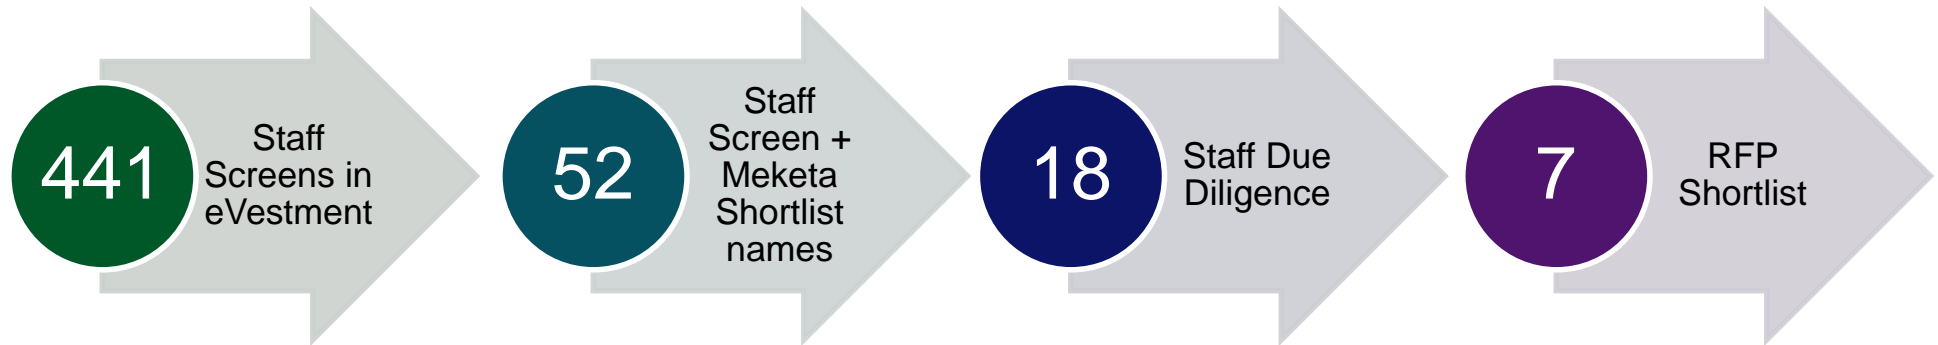 441
Staff
Screens in
eVestment
52
Staff
Screen +
Meketa
Shortlist
names
18
Staff Due
Diligence
7
RFP
Shortlist